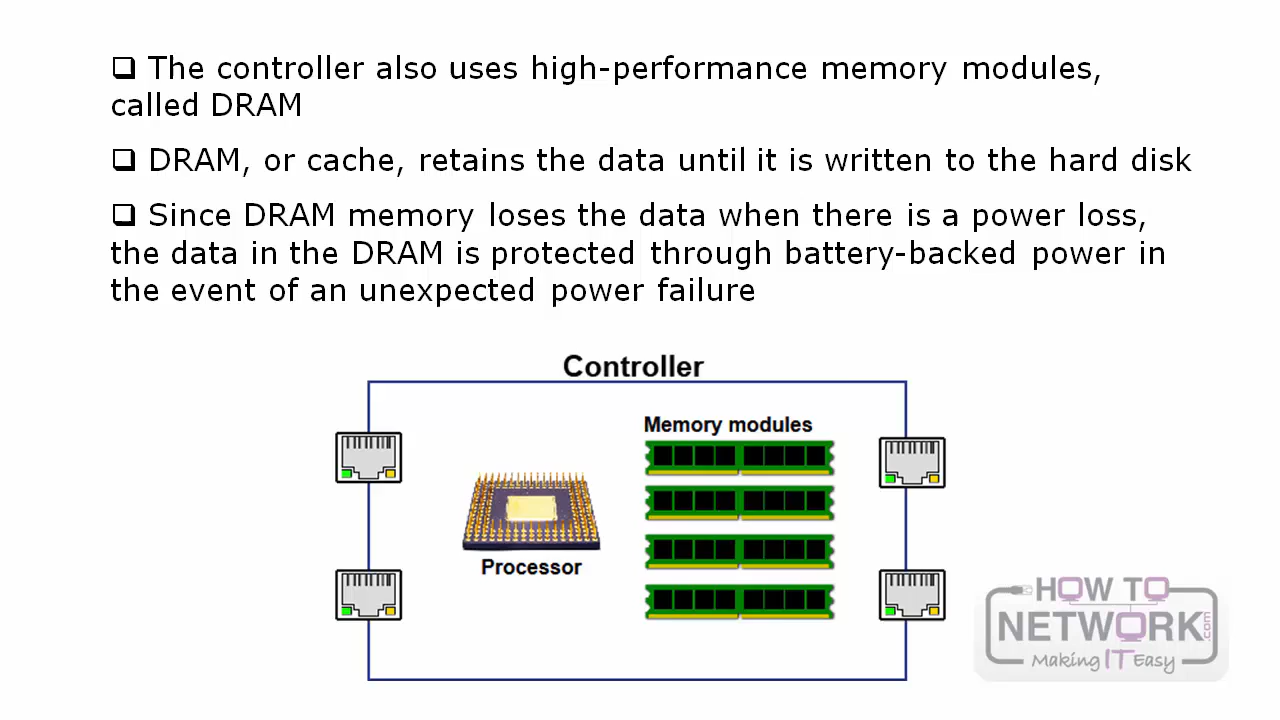 ❑ The controller also uses high-performance memory modules,
called DRAM
❑ DRAM, or cache, retains the data until it is written to the hard disk
❑ Since DRAM memory loses the data when there is a power loss,
the data in the DRAM is protected through battery-backed power in
the event of an unexpected power failure
Controller
Memory modules
Processor
HOW TO
NETWORK.com
Making IT Easy